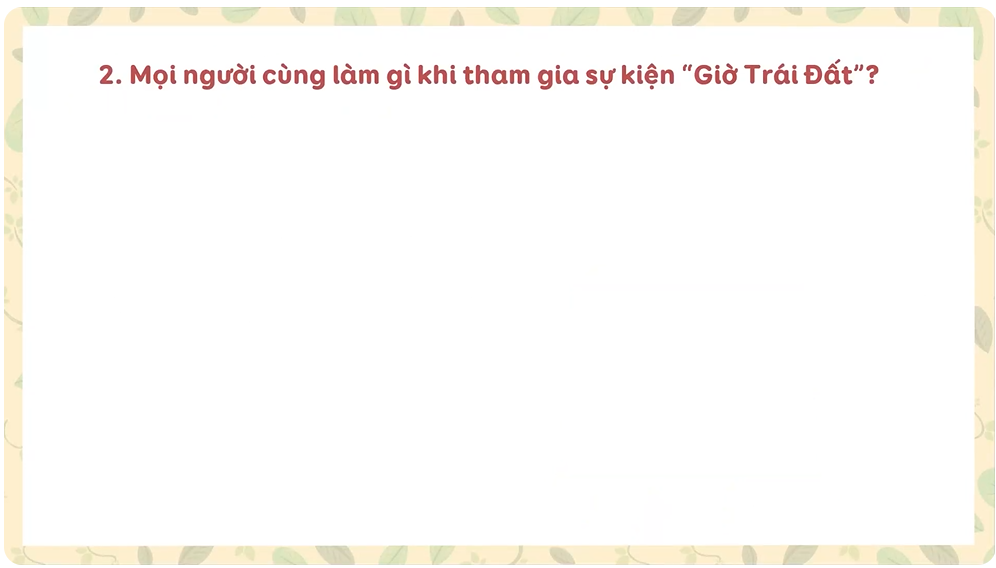 2. Mọi người cùng làm gì khi tham gia sự kiện “Giờ Trái Đất”?